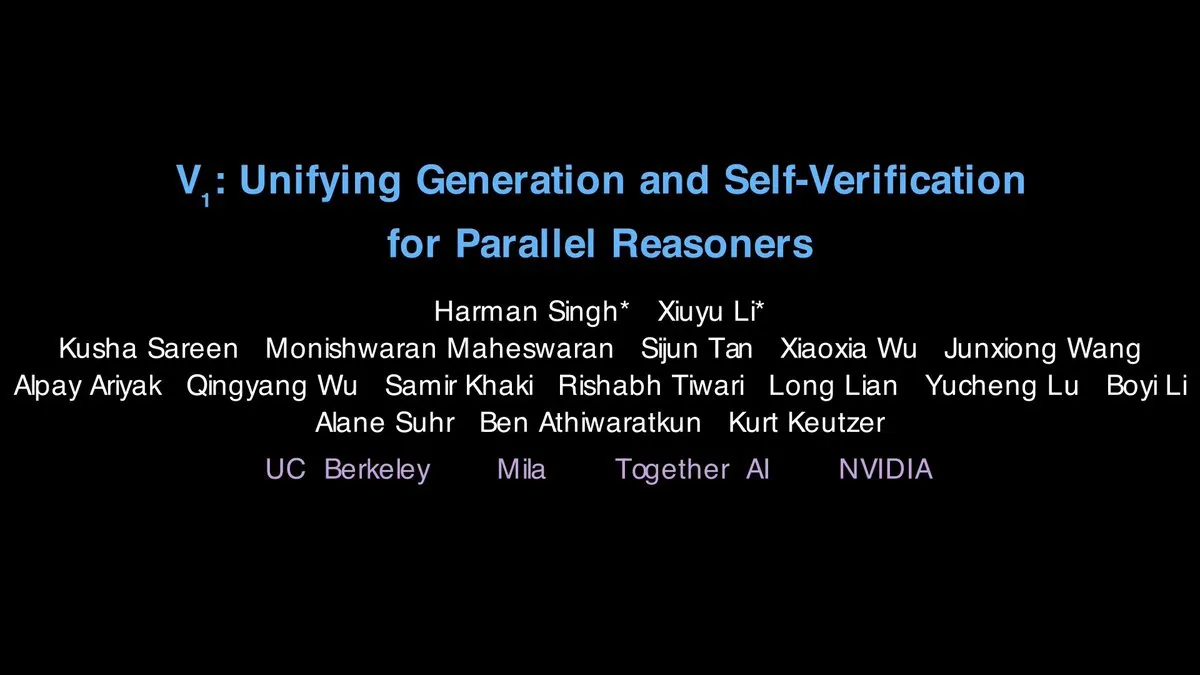 V₁: Unifying Generation and Self-Verification
for Parallel Reasoners
Harman Singh* Xiuyu Li*
Kusha Sareen Monishwaran Maheswaran Sijun Tan Xiaoxia Wu Junxiong Wang
Alpay Ariyak Qingyang Wu Samir Khaki Rishabh Tiwari Long Lian Yucheng Lu Boyi Li
Alane Suhr Ben Athiwaratkun Kurt Keutzer
UC Berkeley Mila Together AI NVIDIA